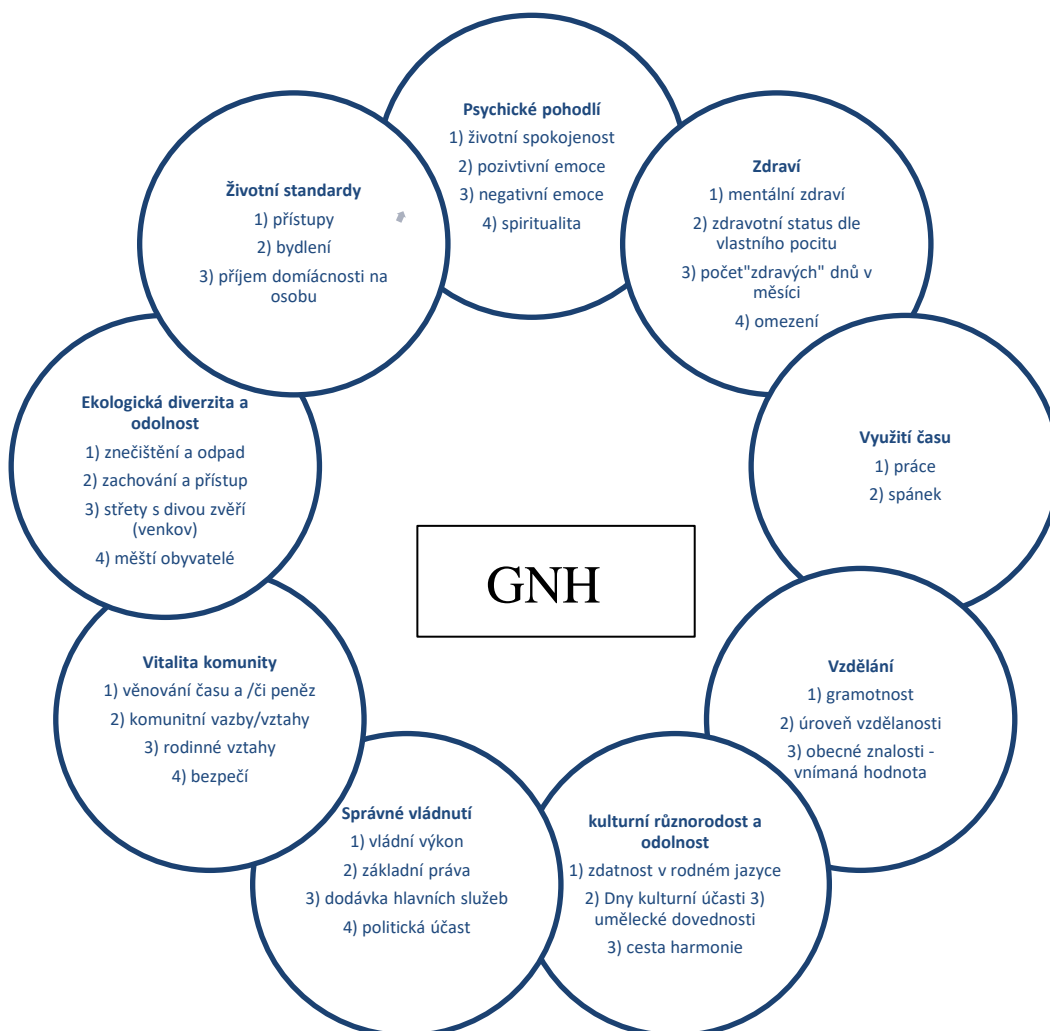 Psychické pohodlí
1) životní spokojenost
2) pozivtivní emoce
3) negativní emoce
4) spiritualita
Zdraví
1) mentální zdraví
2) zdravotní status dle
vlastního pocitu
3) počet"zdravých" dnů v
měsíci
4) omezení
Využití času
1) práce
2) spánek
Vzdělání
1) gramotnost
2) úroveň vzdělanosti
3) obecné znalosti -
vnímaná hodnota
kulturní různorodost a
odolnost
1) zdatnost v rodném jazyce
2) Dny kulturní účasti 3)
umělecké dovednosti
3) cesta harmonie
Správné vládnutí
1) vládní výkon
2) základní práva
3) dodávka hlavních služeb
4) politická účast
Vitalita komunity
1) věnování času a /či peněz
2) komunitní vazby/vztahy
3) rodinné vztahy
4) bezpečí
Ekologická diverzita a
odolnost
1) znečištění a odpad
2) zachování a přístup
3) střety s divou zvěří
(venkov)
4) měští obyvatelé
Životní standardy
1) přístupy
2) bydlení
3) příjem domíácnosti na
osobu
GNH